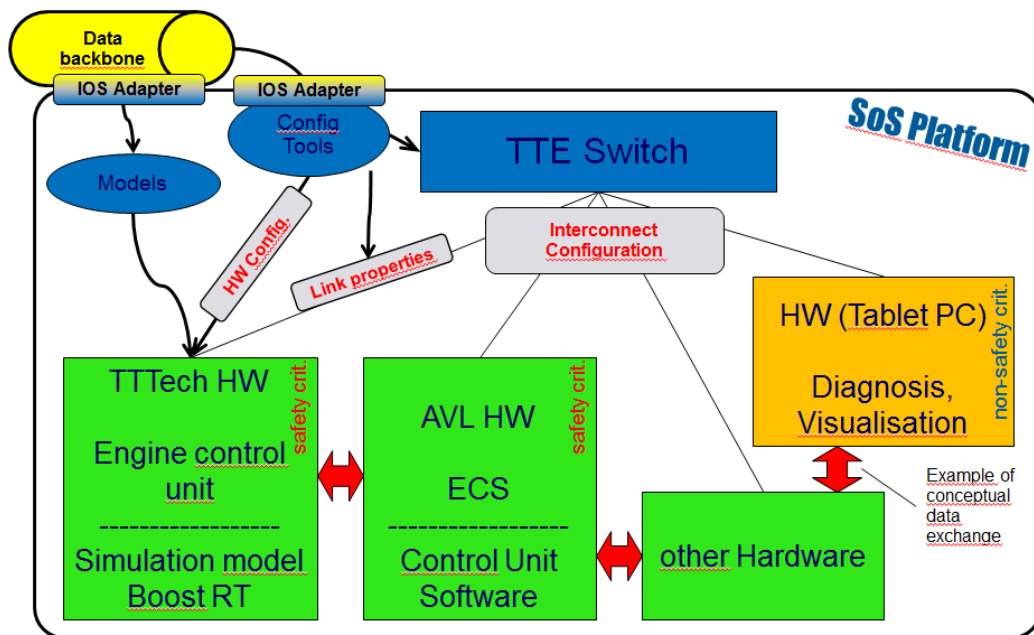 Data
backbone
IOS Adapter
IOS Adapter
SoS Platform
Config
Tools
TTE Switch
Models
Interconnect
Configuration
HW Config.
Link properties
HW (Tablet PC)
Diagnosis,
Visualisation
non-safety crit.
TTTech HW
Engine control
unit
------------------
Simulation model
Boost RT
safety crit.
AVL HW
ECS
------------------
Control Unit
Software
safety crit.
other Hardware
Example of
conceptual
data
exchange